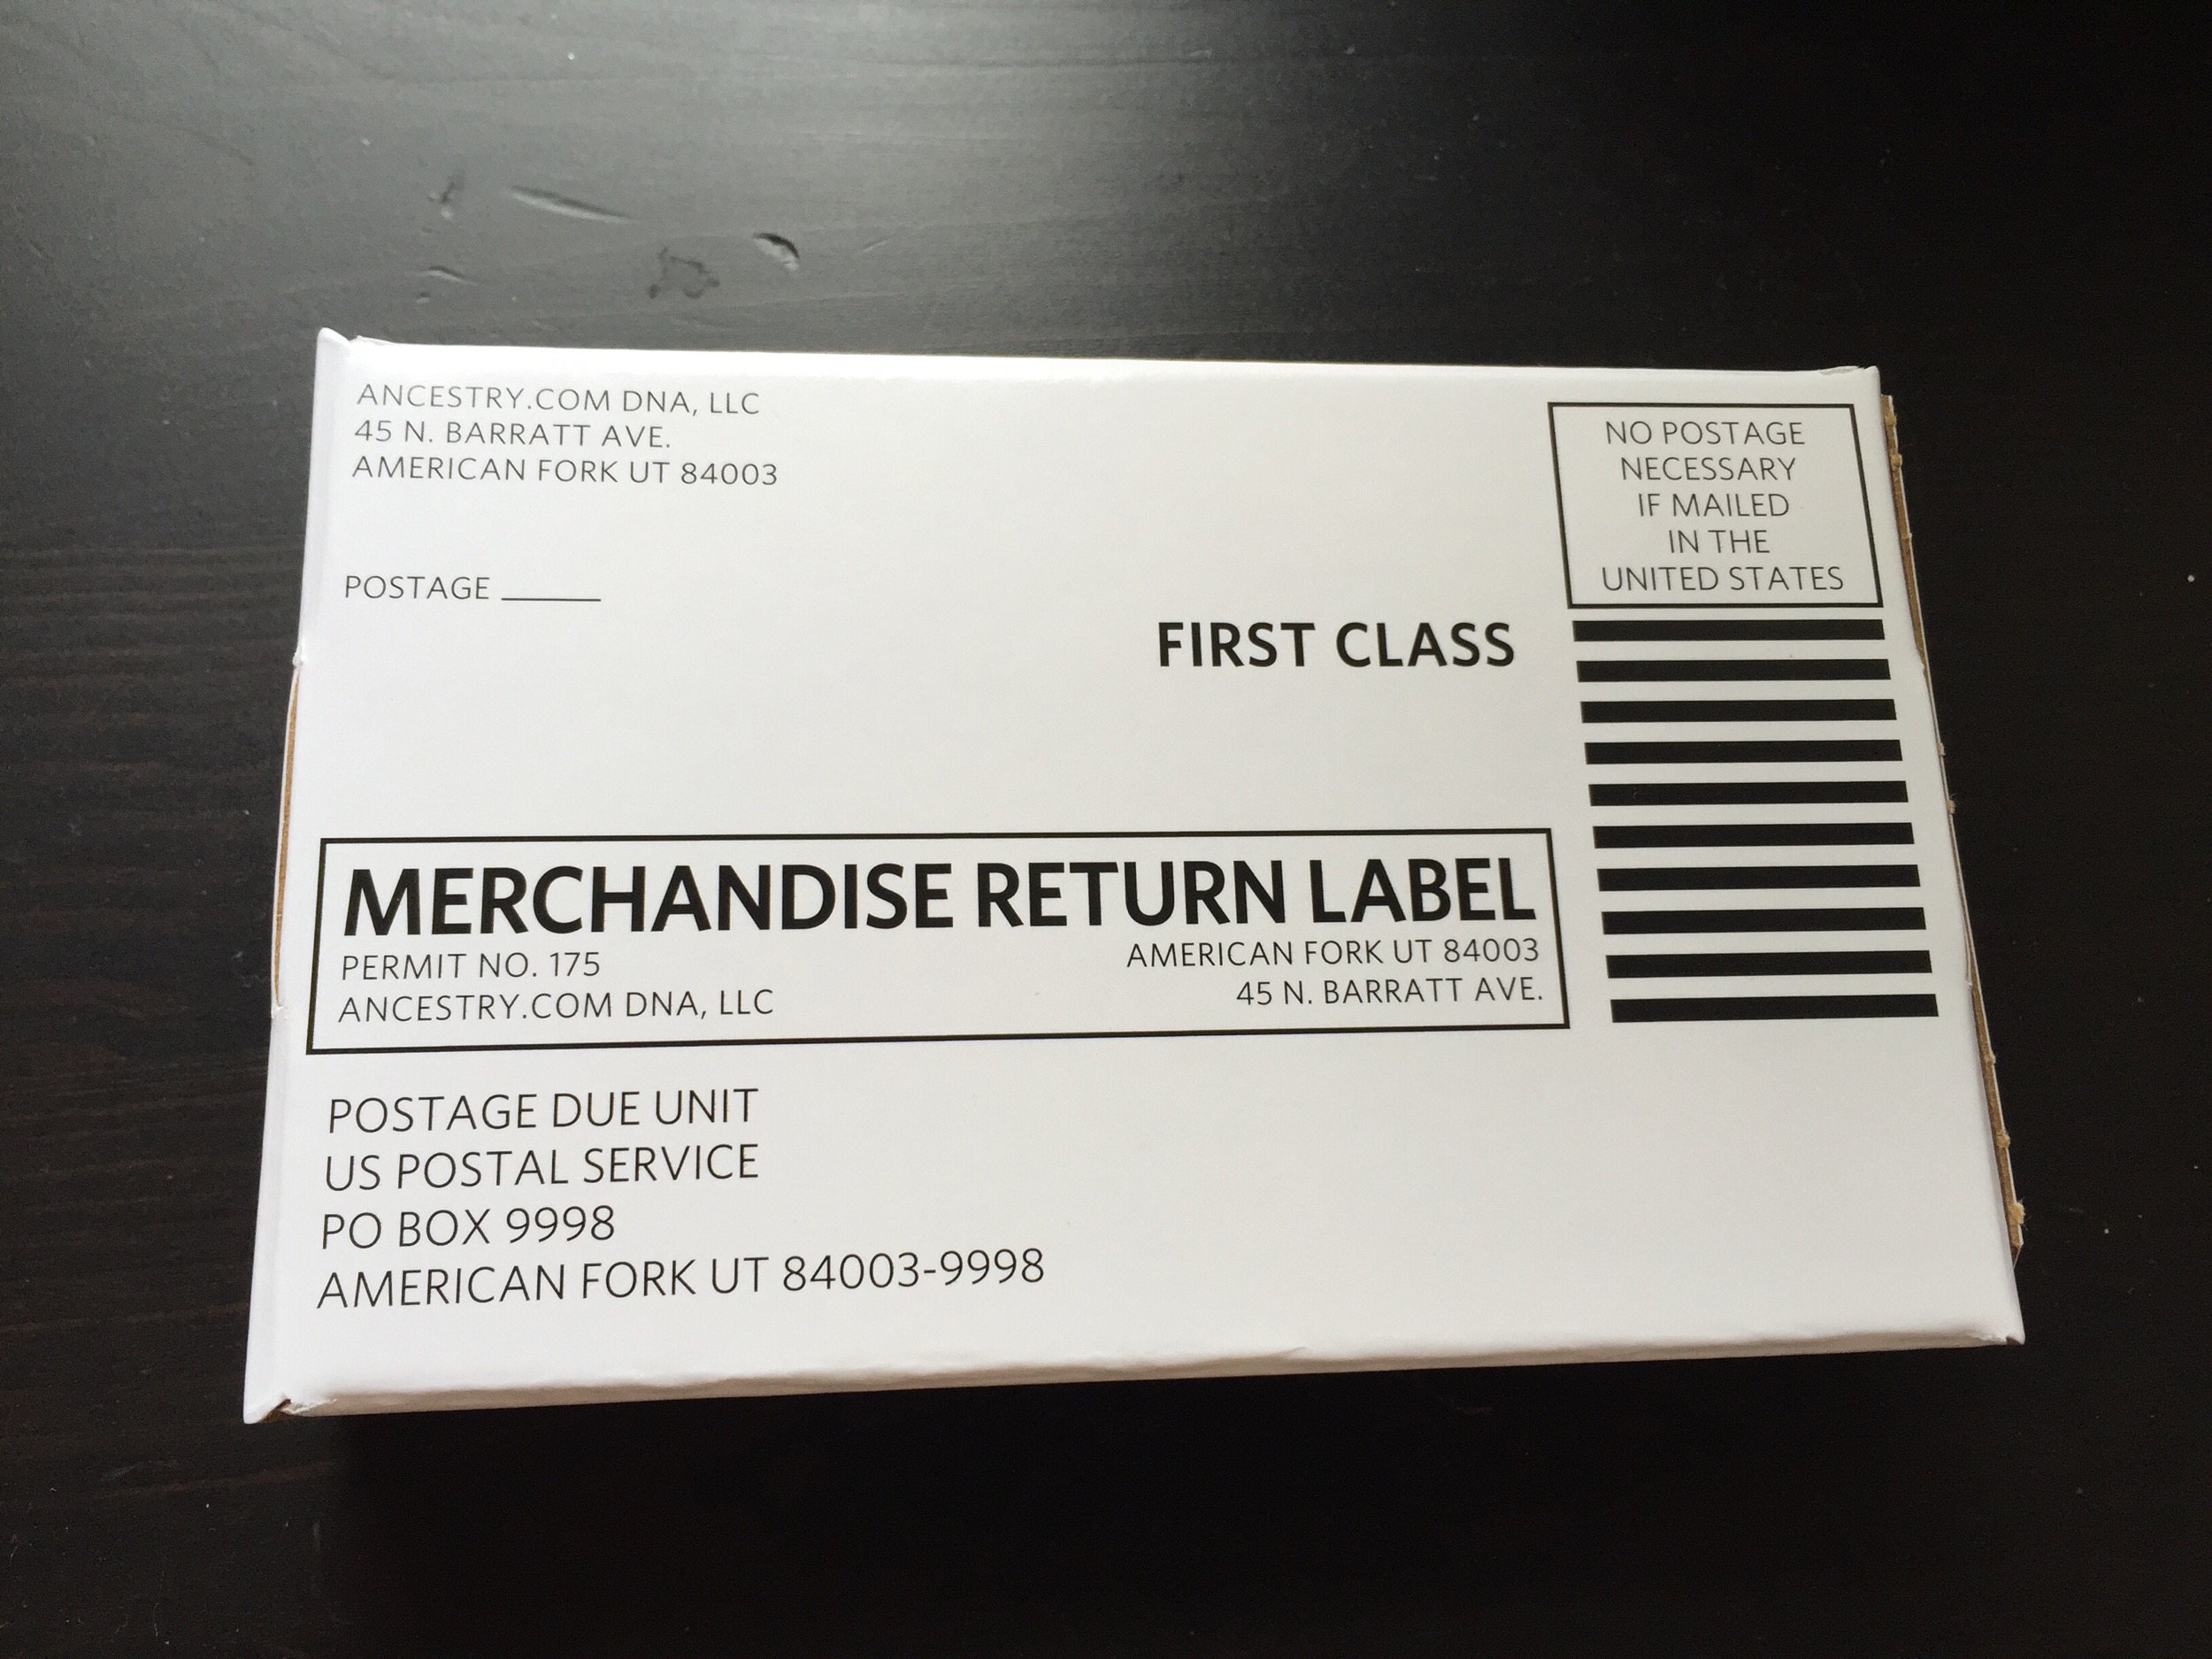 ANCESTRY.COM DNA, LLC
45 N. BARRATT AVE.
AMERICAN FORK UT 84003
NO POSTAGE
NECESSARY
IF MAILED
IN THE
UNITED STATES
POSTAGE ______
FIRST CLASS
MERCHANDISE RETURN LABEL
PERMIT NO. 175
ANCESTRY.COM DNA, LLC
AMERICAN FORK UT 84003
45 N. BARRATT AVE.
POSTAGE DUE UNIT
US POSTAL SERVICE
PO BOX 9998
AMERICAN FORK UT 84003-9998